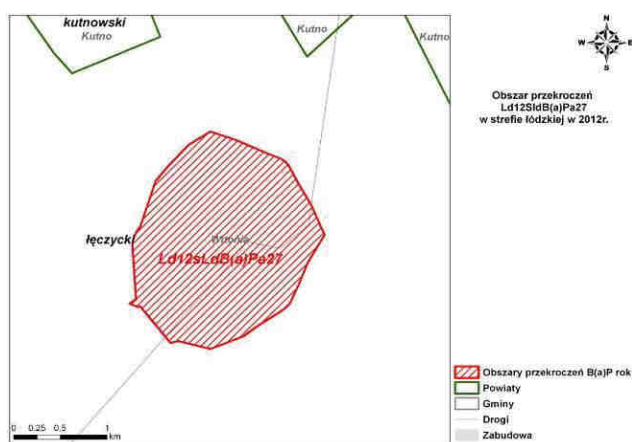 kutnowski
Kutno
Kutno
Kutno
N
W E
S
Obszar przekroczeń
Ld12SldB(a)Pa27
w strefie łódzkiej w 2012r.
łęczycki
Witonia
Ld12sLdB(a)Pa27
Obszary przekroczeń B(a)P rok
Powiaty
Gminy
Drogi
Zabudowa
0 0.25 0.5 1
km